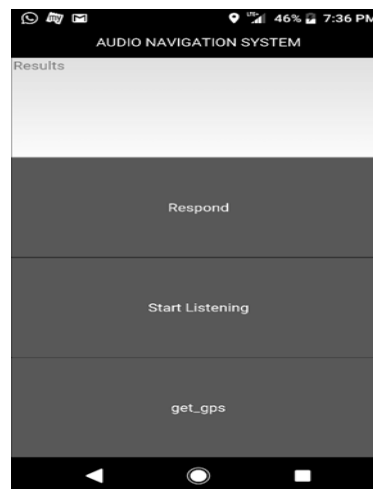 46% 7:36 PM
AUDIO NAVIGATION SYSTEM
Results
Respond
Start Listening
get_gps